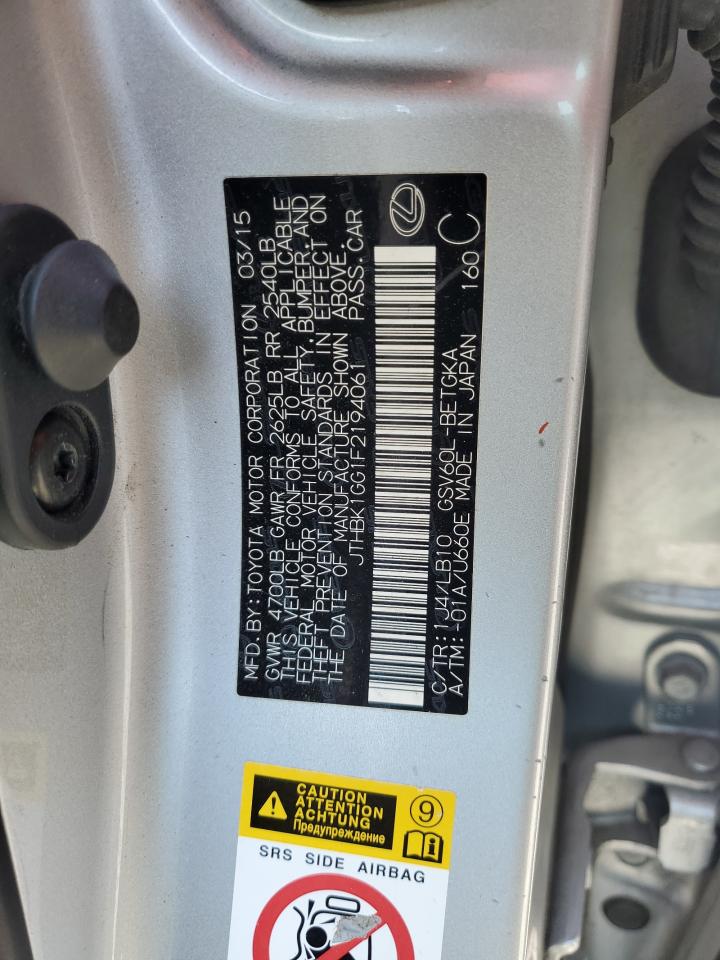 MFD.BY:TOYOTA MOTOR CORPORATION 03/15
GVWR 4700LB GAWR/FR 2625LB RR 2540LB
THIS VEHICLE CONFORMS TO ALL APPLICABLE
FEDERAL MOTOR VEHICLE SAFETY,BUMPER,AND
THEFT PREVENTION STANDARDS IN EFFECT ON
THE DATE OF MANUFACTURE SHOWN ABOVE.
JTHBK1GG1F2194061 PASS.CAR
C/TR:1J4/LB10 GSV60L-BETGKA
A/TM:-01A/U660E MADE IN JAPAN 160 C
CAUTION
ATTENTION
ACHTUNG
Предупреждение
9
SRS SIDE AIRBAG